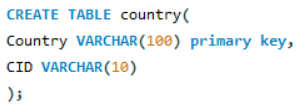 CREATE TABLE country(
Country VARCHAR(100) primary key,
CID VARCHAR(10)
);